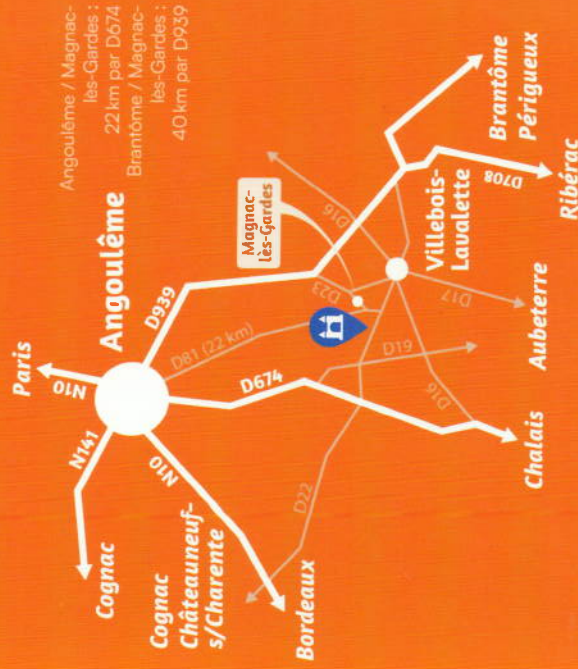 Angoulême / Magnac-
lès-Gardes :
22 km par D674
Brantôme / Magnac-
lès-Gardes :
40 km par D939
Paris
N10
Angoulême
N141
D939
Cognac
N10
D81 (22 km)
D674
Magnac-
lès-Gardes
D16
D23
Cognac
Châteauneuf-
s/Charente
Bordeaux
D22
D19
Villebois-
Lavalette
D17
D16
D708
Brantôme
Périgueux
Chalais
Aubeterre
Ribérac